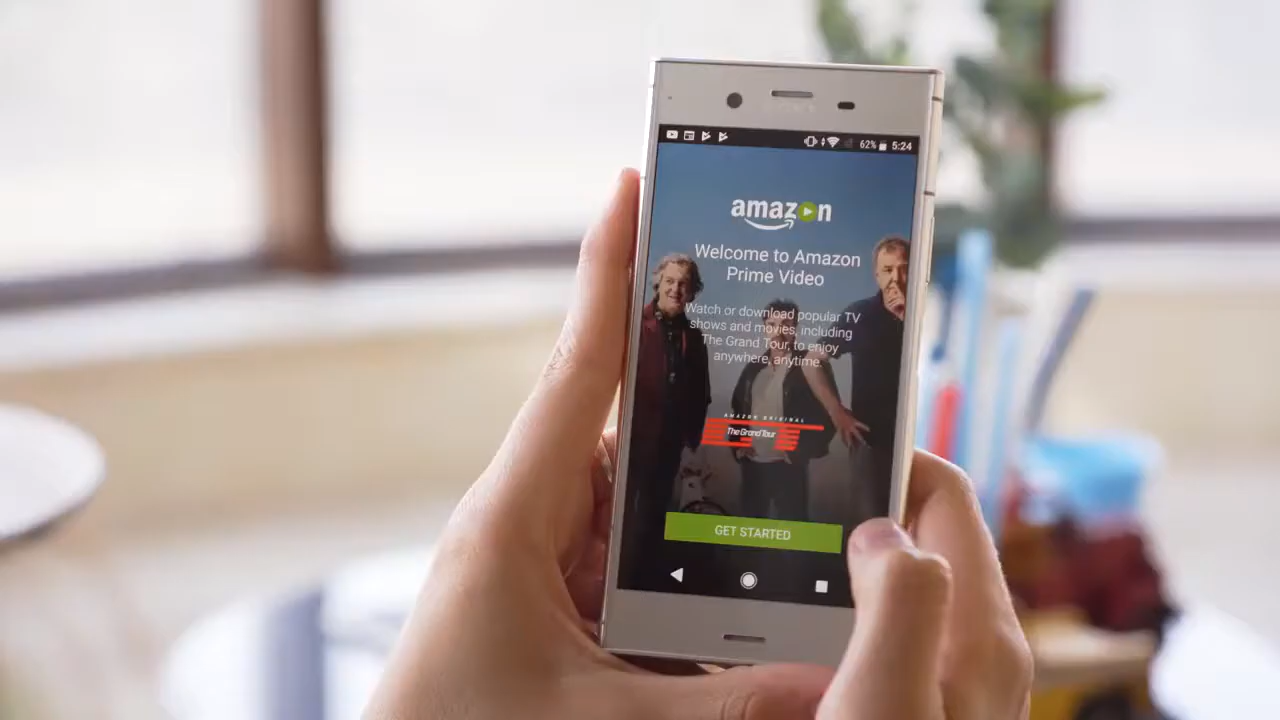 62% 5:24
amazon
Welcome to Amazon
Prime Video
Watch or download popular TV
shows and movies, including
The Grand Tour, to enjoy
anywhere, anytime.
AMAZON ORIGINAL
The Grand Tour
GET STARTED